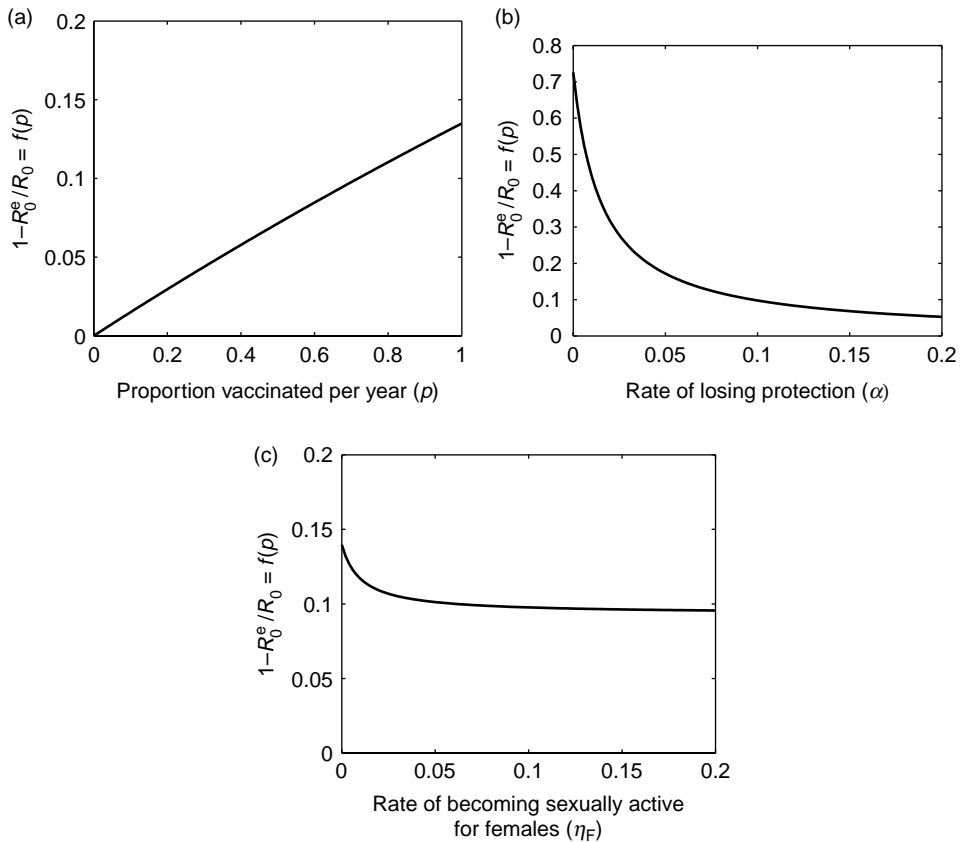 (a)
0.2
0.15
0.1
0.05
0
1–R₀ᵉ/R₀ = f(p)
0 0.2 0.4 0.6 0.8 1
Proportion vaccinated per year (p)
(b)
0.8
0.7
0.6
0.5
0.4
0.3
0.2
0.1
0
1–R₀ᵉ/R₀ = f(p)
0 0.05 0.1 0.15 0.2
Rate of losing protection (α)
(c)
0.2
0.15
0.1
0.05
0
1–R₀ᵉ/R₀ = f(p)
0 0.05 0.1 0.15 0.2
Rate of becoming sexually active
for females (η_F)